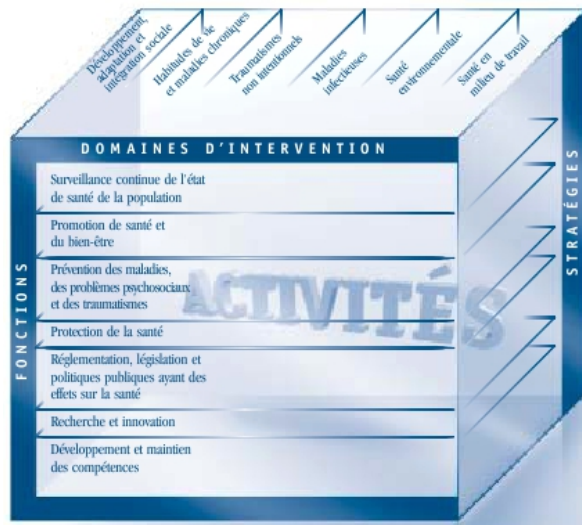 Développement,
adaptation et
intégration sociale
Habitudes de vie
et maladies chroniques
Traumatismes
non intentionnels
Maladies
infectieuses
Santé
environnementale
Santé en
milieu de travail
DOMAINES D'INTERVENTION
STRATÉGIES
FONCTIONS
Surveillance continue de l'état
de santé de la population
Promotion de santé et
du bien-être
Prévention des maladies,
des problèmes psychosociaux
et des traumatismes
ACTIVITÉS
Protection de la santé
Réglementation, législation et
politiques publiques ayant des
effets sur la santé
Recherche et innovation
Développement et maintien
des compétences